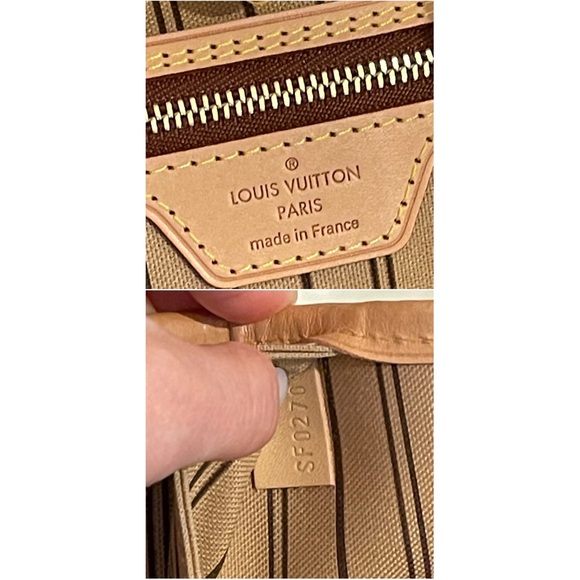 ®
LOUIS VUITTON
PARIS
made in France
SF0270